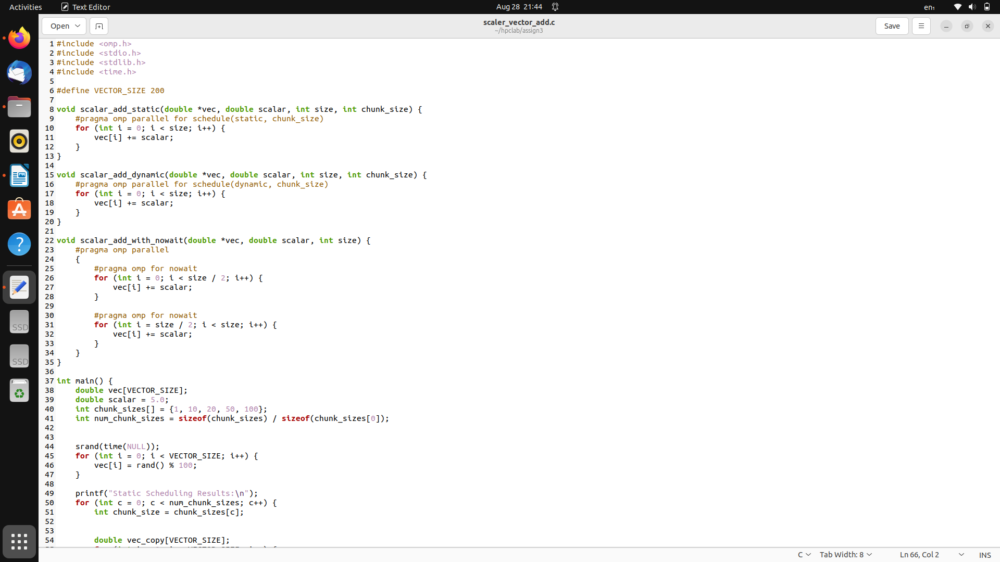 Activities Text Editor Aug 28 21:44 en₁
Open scaler_vector_add.c Save
~/hpclab/assign3
1 #include <omp.h>
2 #include <stdio.h>
3 #include <stdlib.h>
4 #include <time.h>
5
6 #define VECTOR_SIZE 200
7
8 void scalar_add_static(double *vec, double scalar, int size, int chunk_size) {
9     #pragma omp parallel for schedule(static, chunk_size)
10     for (int i = 0; i < size; i++) {
11         vec[i] += scalar;
12     }
13 }
14
15 void scalar_add_dynamic(double *vec, double scalar, int size, int chunk_size) {
16     #pragma omp parallel for schedule(dynamic, chunk_size)
17     for (int i = 0; i < size; i++) {
18         vec[i] += scalar;
19     }
20 }
21
22 void scalar_add_with_nowait(double *vec, double scalar, int size) {
23     #pragma omp parallel
24     {
25         #pragma omp for nowait
26         for (int i = 0; i < size / 2; i++) {
27             vec[i] += scalar;
28         }
29
30         #pragma omp for nowait
31         for (int i = size / 2; i < size; i++) {
32             vec[i] += scalar;
33         }
34     }
35 }
36
37 int main() {
38     double vec[VECTOR_SIZE];
39     double scalar = 5.0;
40     int chunk_sizes[] = {1, 10, 20, 50, 100};
41     int num_chunk_sizes = sizeof(chunk_sizes) / sizeof(chunk_sizes[0]);
42
43
44     srand(time(NULL));
45     for (int i = 0; i < VECTOR_SIZE; i++) {
46         vec[i] = rand() % 100;
47     }
48
49     printf("Static Scheduling Results:\n");
50     for (int c = 0; c < num_chunk_sizes; c++) {
51         int chunk_size = chunk_sizes[c];
52
53
54         double vec_copy[VECTOR_SIZE];
SSD
SSD
C Tab Width: 8 Ln 66, Col 2 INS